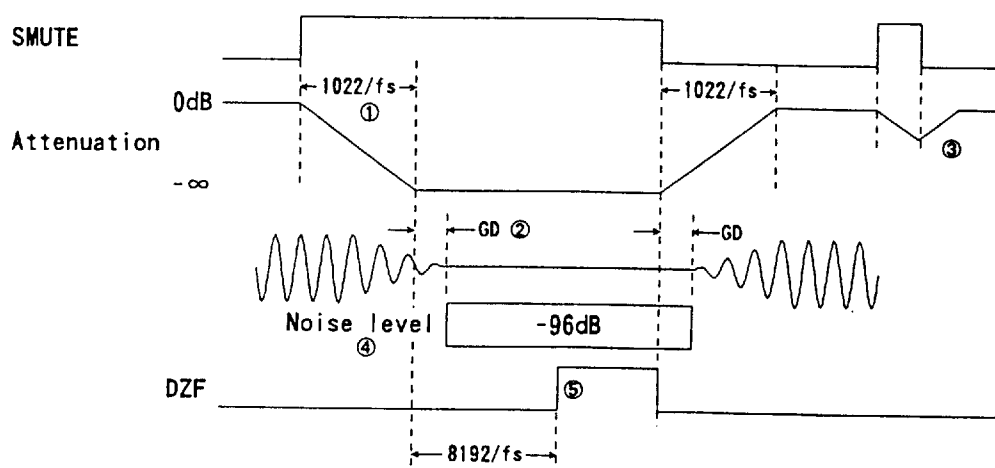 SMUTE
1022/fs
①
1022/fs
0dB
Attenuation
③
-∞
GD ②
GD
Noise level
④
-96dB
DZF
⑤
8192/fs